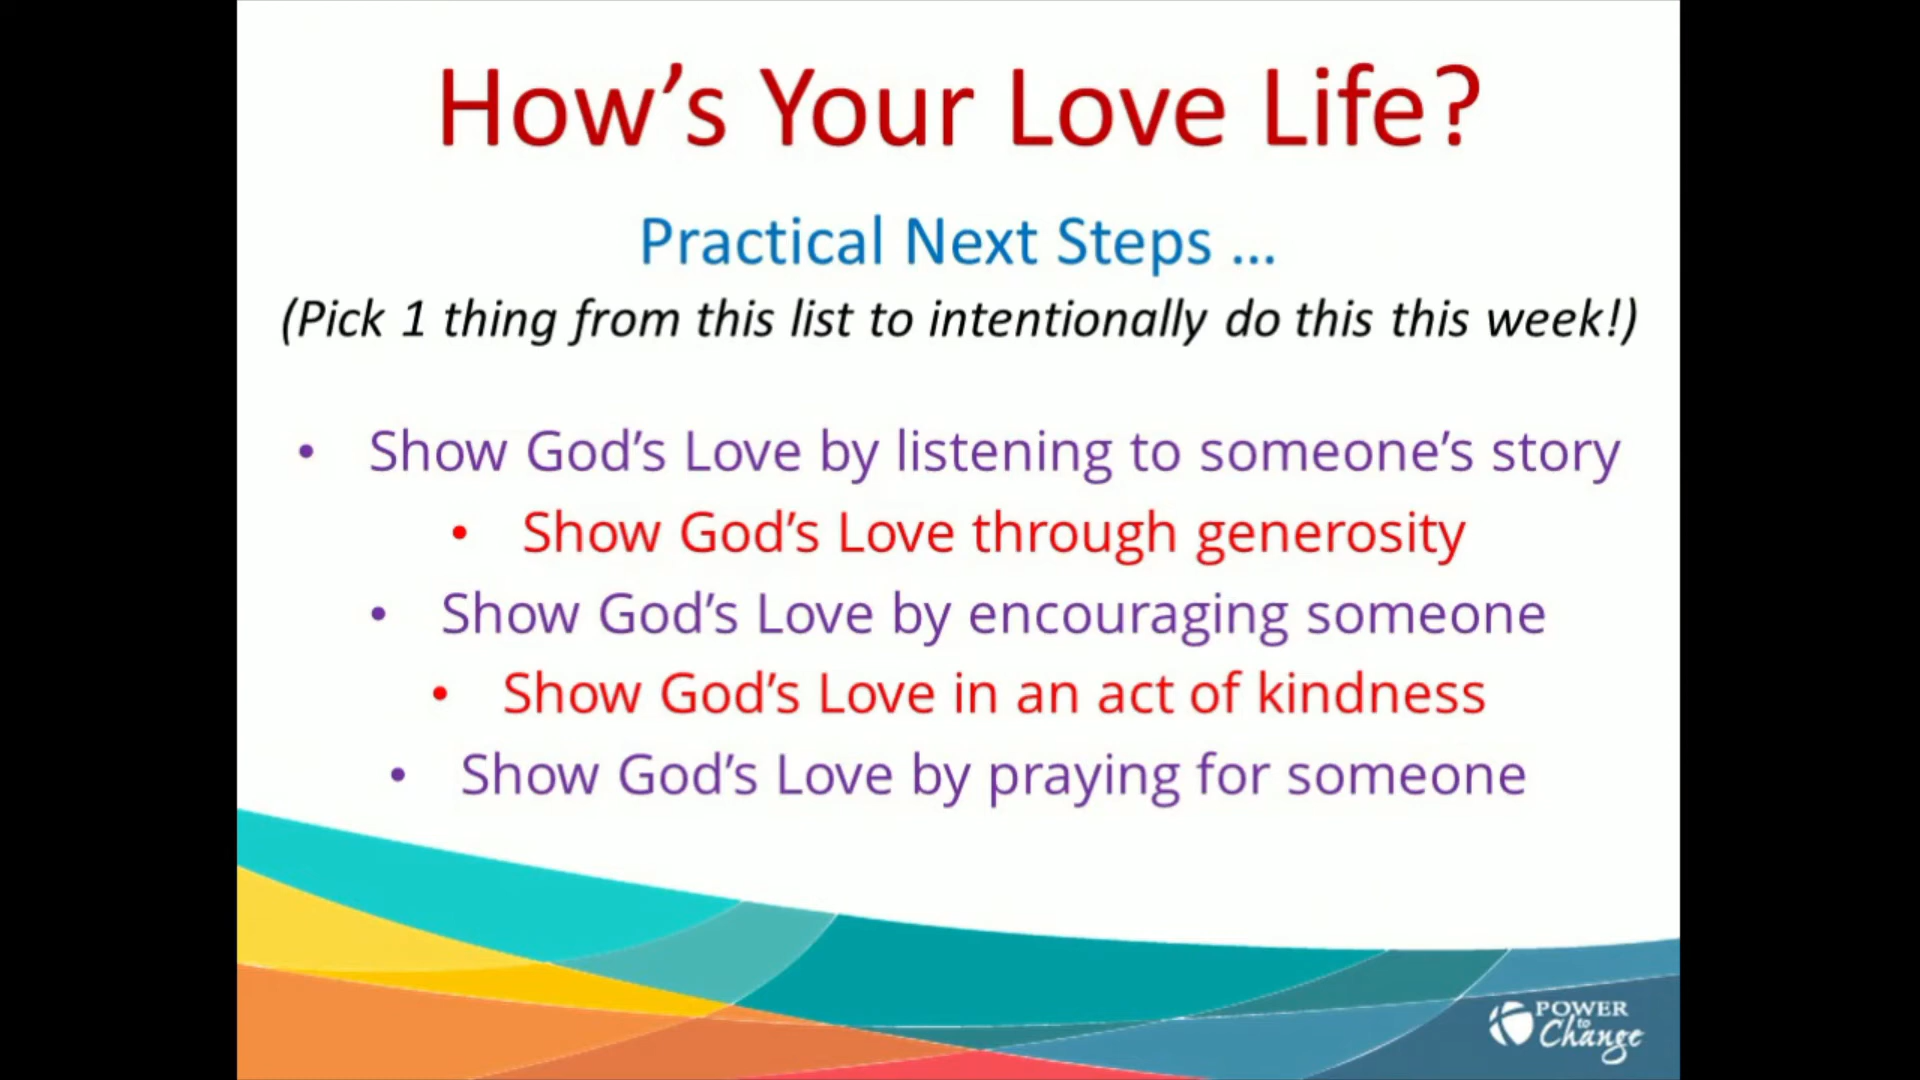 How's Your Love Life?
Practical Next Steps ...
(Pick 1 thing from this list to intentionally do this this week!)
• Show God's Love by listening to someone's story
• Show God's Love through generosity
• Show God's Love by encouraging someone
• Show God's Love in an act of kindness
• Show God's Love by praying for someone
POWER
to
Change